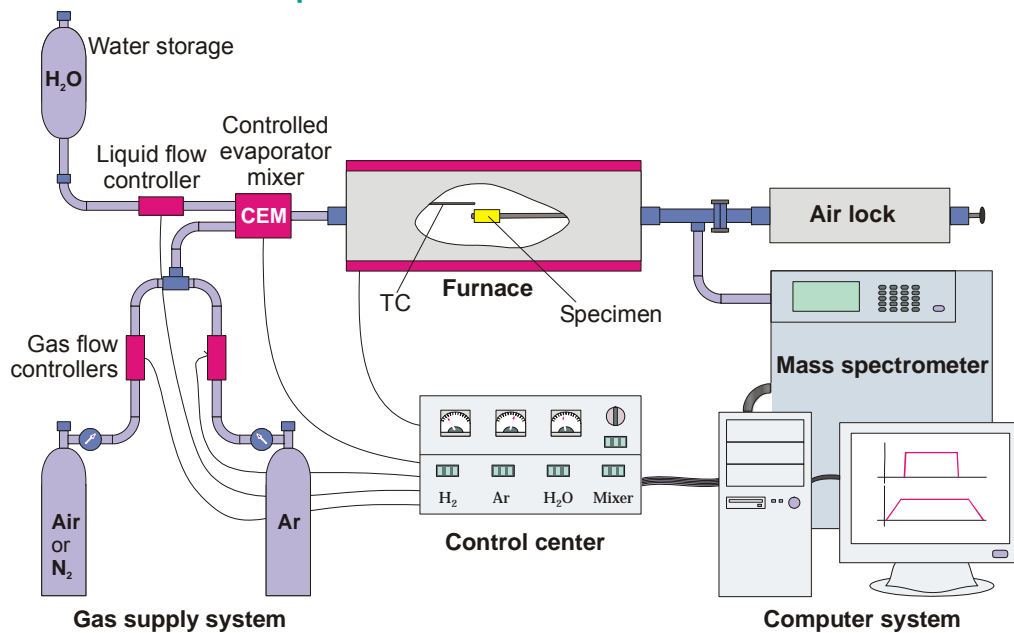 Water storage
H₂O
Controlled
evaporator
mixer
Liquid flow
controller
CEM
Air lock
TC
Furnace
Specimen
Gas flow
controllers
Mass spectrometer
H₂
Ar
H₂O
Mixer
Air
or
N₂
Ar
Control center
Gas supply system
Computer system